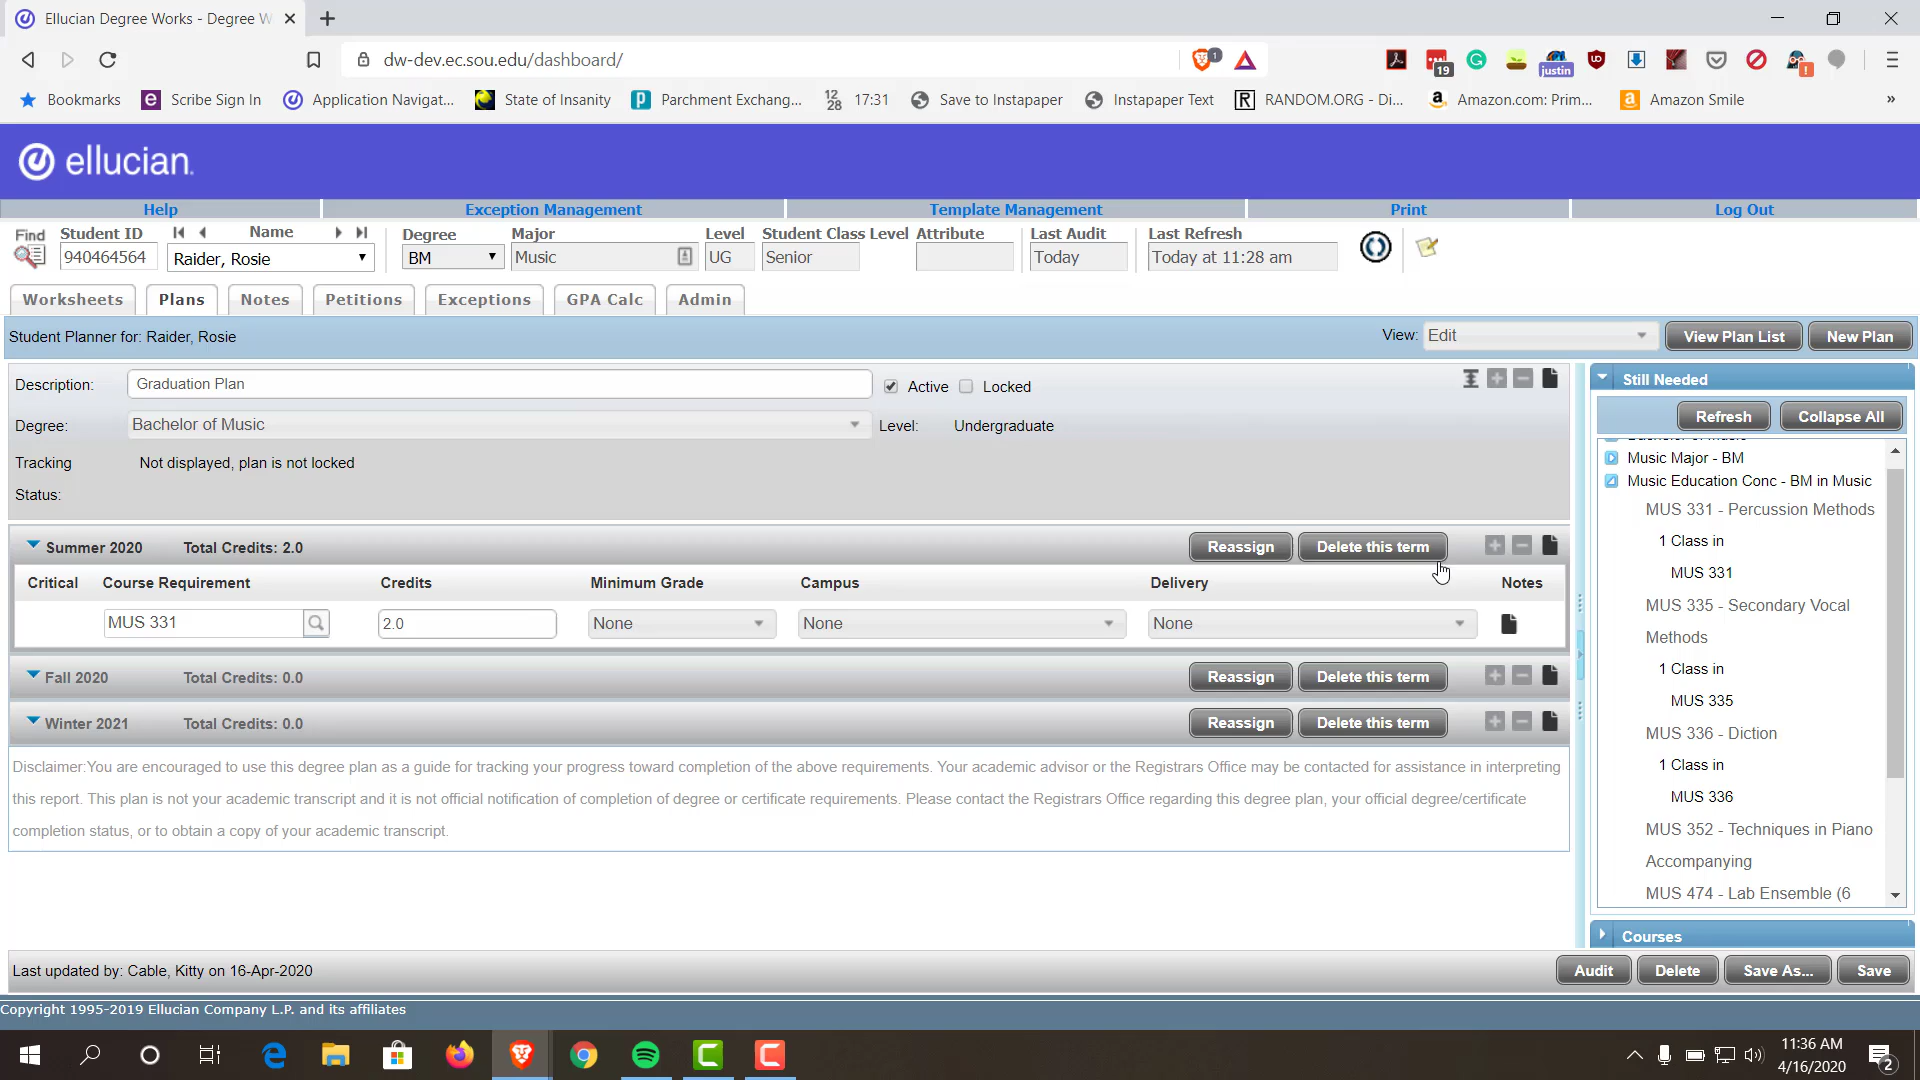 Ellucian Degree Works - Degree W
dw-dev.ec.sou.edu/dashboard/
1
19
justin
Bookmarks
Scribe Sign In
Application Navigat...
State of Insanity
Parchment Exchang...
12 28 17:31
Save to Instapaper
Instapaper Text
RANDOM.ORG - Di...
Amazon.com: Prim...
Amazon Smile
»
ellucian.
Help
Exception Management
Template Management
Print
Log Out
Find
Student ID
Name
Degree
Major
Level
Student Class Level
Attribute
Last Audit
Last Refresh
940464564
Raider, Rosie
BM
Music
UG
Senior
Today
Today at 11:28 am
Worksheets
Plans
Notes
Petitions
Exceptions
GPA Calc
Admin
Student Planner for: Raider, Rosie
View:
Edit
View Plan List
New Plan
Description:
Graduation Plan
Active
Locked
Degree:
Bachelor of Music
Level:
Undergraduate
Tracking
Status:
Not displayed, plan is not locked
Summer 2020
Total Credits: 2.0
Reassign
Delete this term
Critical
Course Requirement
Credits
Minimum Grade
Campus
Delivery
Notes
MUS 331
2.0
None
None
None
Fall 2020
Total Credits: 0.0
Reassign
Delete this term
Winter 2021
Total Credits: 0.0
Reassign
Delete this term
Disclaimer:You are encouraged to use this degree plan as a guide for tracking your progress toward completion of the above requirements. Your academic advisor or the Registrars Office may be contacted for assistance in interpreting
this report. This plan is not your academic transcript and it is not official notification of completion of degree or certificate requirements. Please contact the Registrars Office regarding this degree plan, your official degree/certificate
completion status, or to obtain a copy of your academic transcript.
Still Needed
Refresh
Collapse All
Music Major - BM
Music Education Conc - BM in Music
MUS 331 - Percussion Methods
1 Class in
MUS 331
MUS 335 - Secondary Vocal
Methods
1 Class in
MUS 335
MUS 336 - Diction
1 Class in
MUS 336
MUS 352 - Techniques in Piano
Accompanying
MUS 474 - Lab Ensemble (6
Courses
Last updated by: Cable, Kitty on 16-Apr-2020
Audit
Delete
Save As...
Save
Copyright 1995-2019 Ellucian Company L.P. and its affiliates
11:36 AM
4/16/2020
2